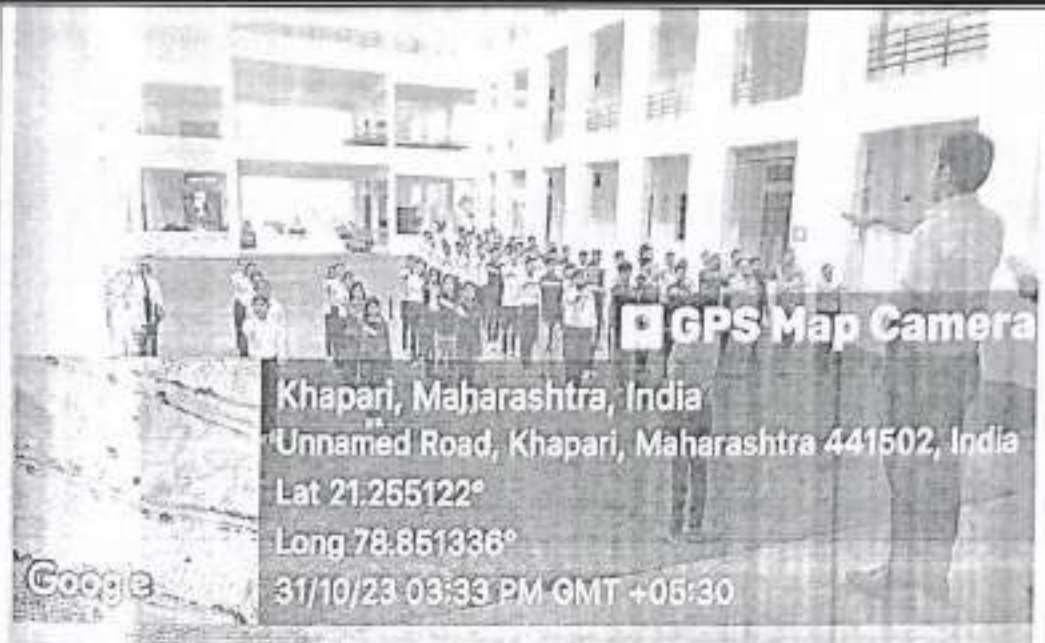 GPS Map Camera
Khapari, Maharashtra, India
Unnamed Road, Khapari, Maharashtra 441502, India
Lat 21.255122°
Long 78.851336°
31/10/23 03:33 PM GMT +05:30
Google